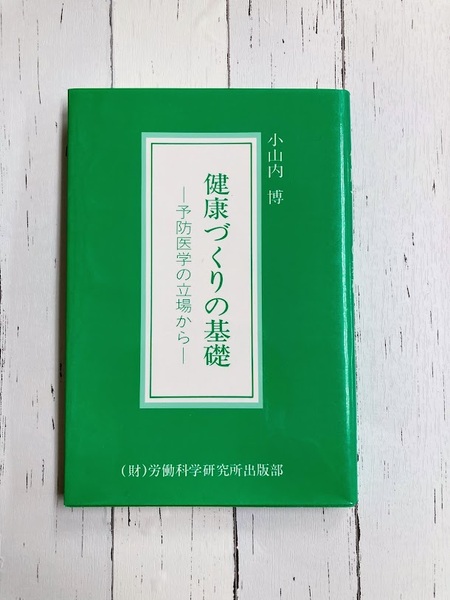 小山内 博
健康づくりの基礎
―予防医学の立場から―
(財)労働科学研究所出版部